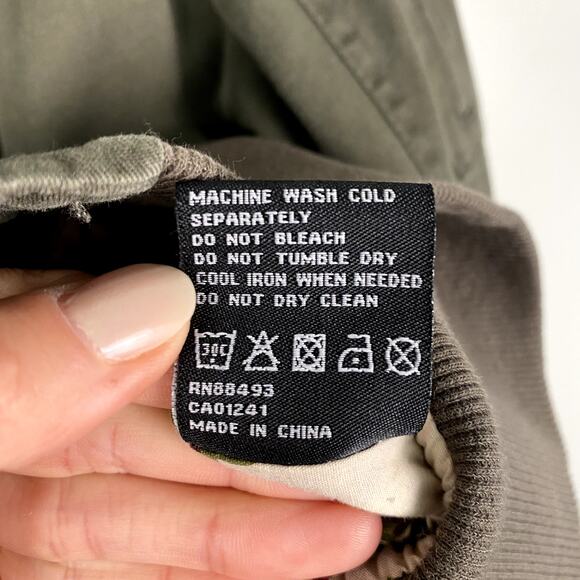 MACHINE WASH COLD
SEPARATELY
DO NOT BLEACH
DO NOT TUMBLE DRY
COOL IRON WHEN NEEDED
DO NOT DRY CLEAN
30C
RN88493
CA01241
MADE IN CHINA